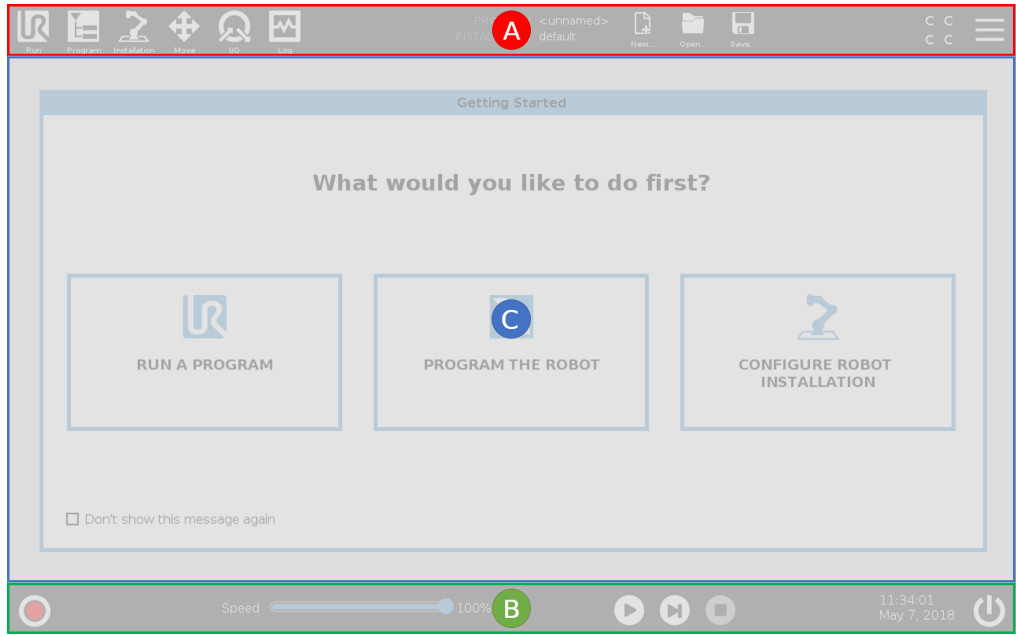 <unnamed>
default
C C
C C
Run
Program
Installation
Move
I/O
Log
A
New...
Open...
Save...
Getting Started
What would you like to do first?
C
RUN A PROGRAM
PROGRAM THE ROBOT
CONFIGURE ROBOT
INSTALLATION
Don't show this message again
Speed
100%
B
11:34:01
May 7, 2018